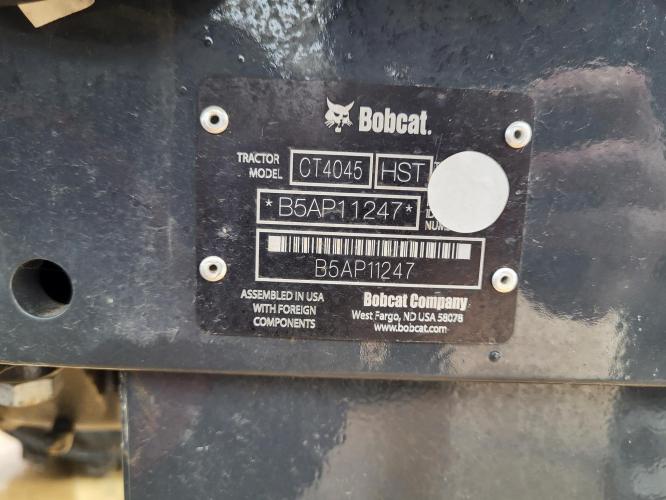 Bobcat.
TRACTOR
MODEL
CT4045 HST
*B5AP11247*
B5AP11247
ASSEMBLED IN USA
WITH FOREIGN
COMPONENTS
Bobcat Company
West Fargo, ND USA 58078
www.bobcat.com